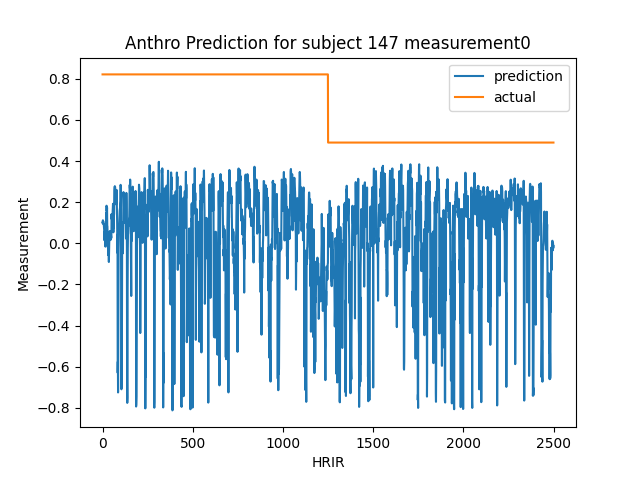 Anthro Prediction for subject 147 measurement0
prediction
actual
Measurement
0.8
0.6
0.4
0.2
0.0
−0.2
−0.4
−0.6
−0.8
0 500 1000 1500 2000 2500
HRIR